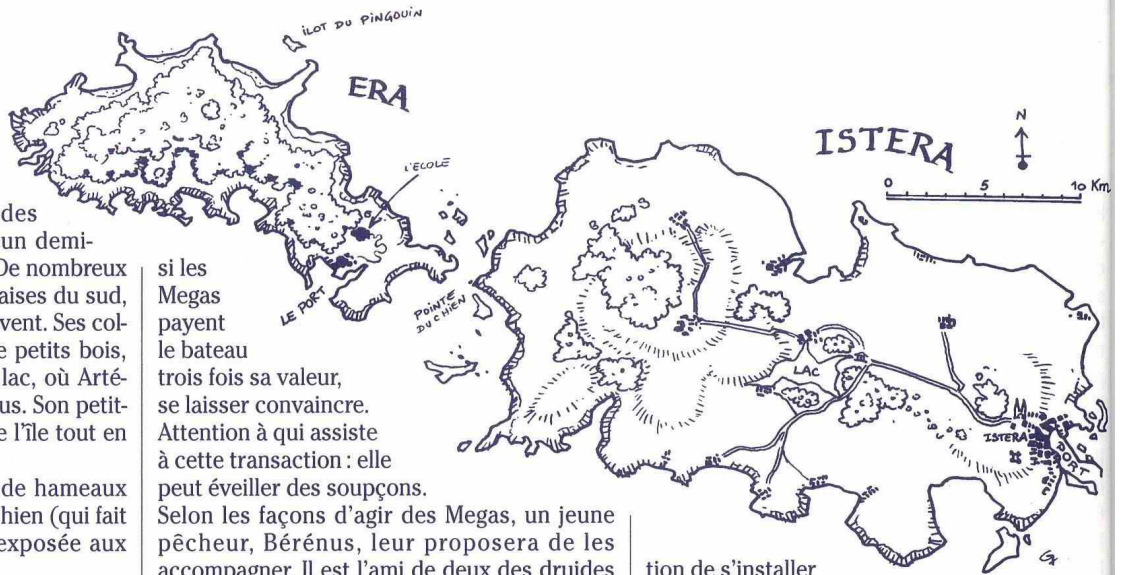 ILOT DU PINGOUIN
ERA
L'ECOLE
LE PORT
POINTE
DU CHIEN
ISTERA
N
0 5 10 Km
LAC
ISTERA
PORT
des
un demi-
De nombreux
aises du sud,
vent. Ses col-
e petits bois,
lac, où Arté-
us. Son petit-
e l'île tout en
de hameaux
hien (qui fait
exposée aux
si les
Megas
payent
le bateau
trois fois sa valeur,
se laisser convaincre.
Attention à qui assiste
à cette transaction : elle
peut éveiller des soupçons.
Selon les façons d'agir des Megas, un jeune
pêcheur, Bérénus, leur proposera de les
accompagner. Il est l'ami de deux des druides
tion de s'installer